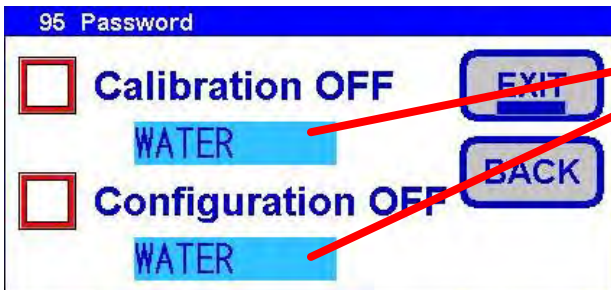 95 Password
Calibration OFF
EXIT
WATER
BACK
Configuration OFF
WATER